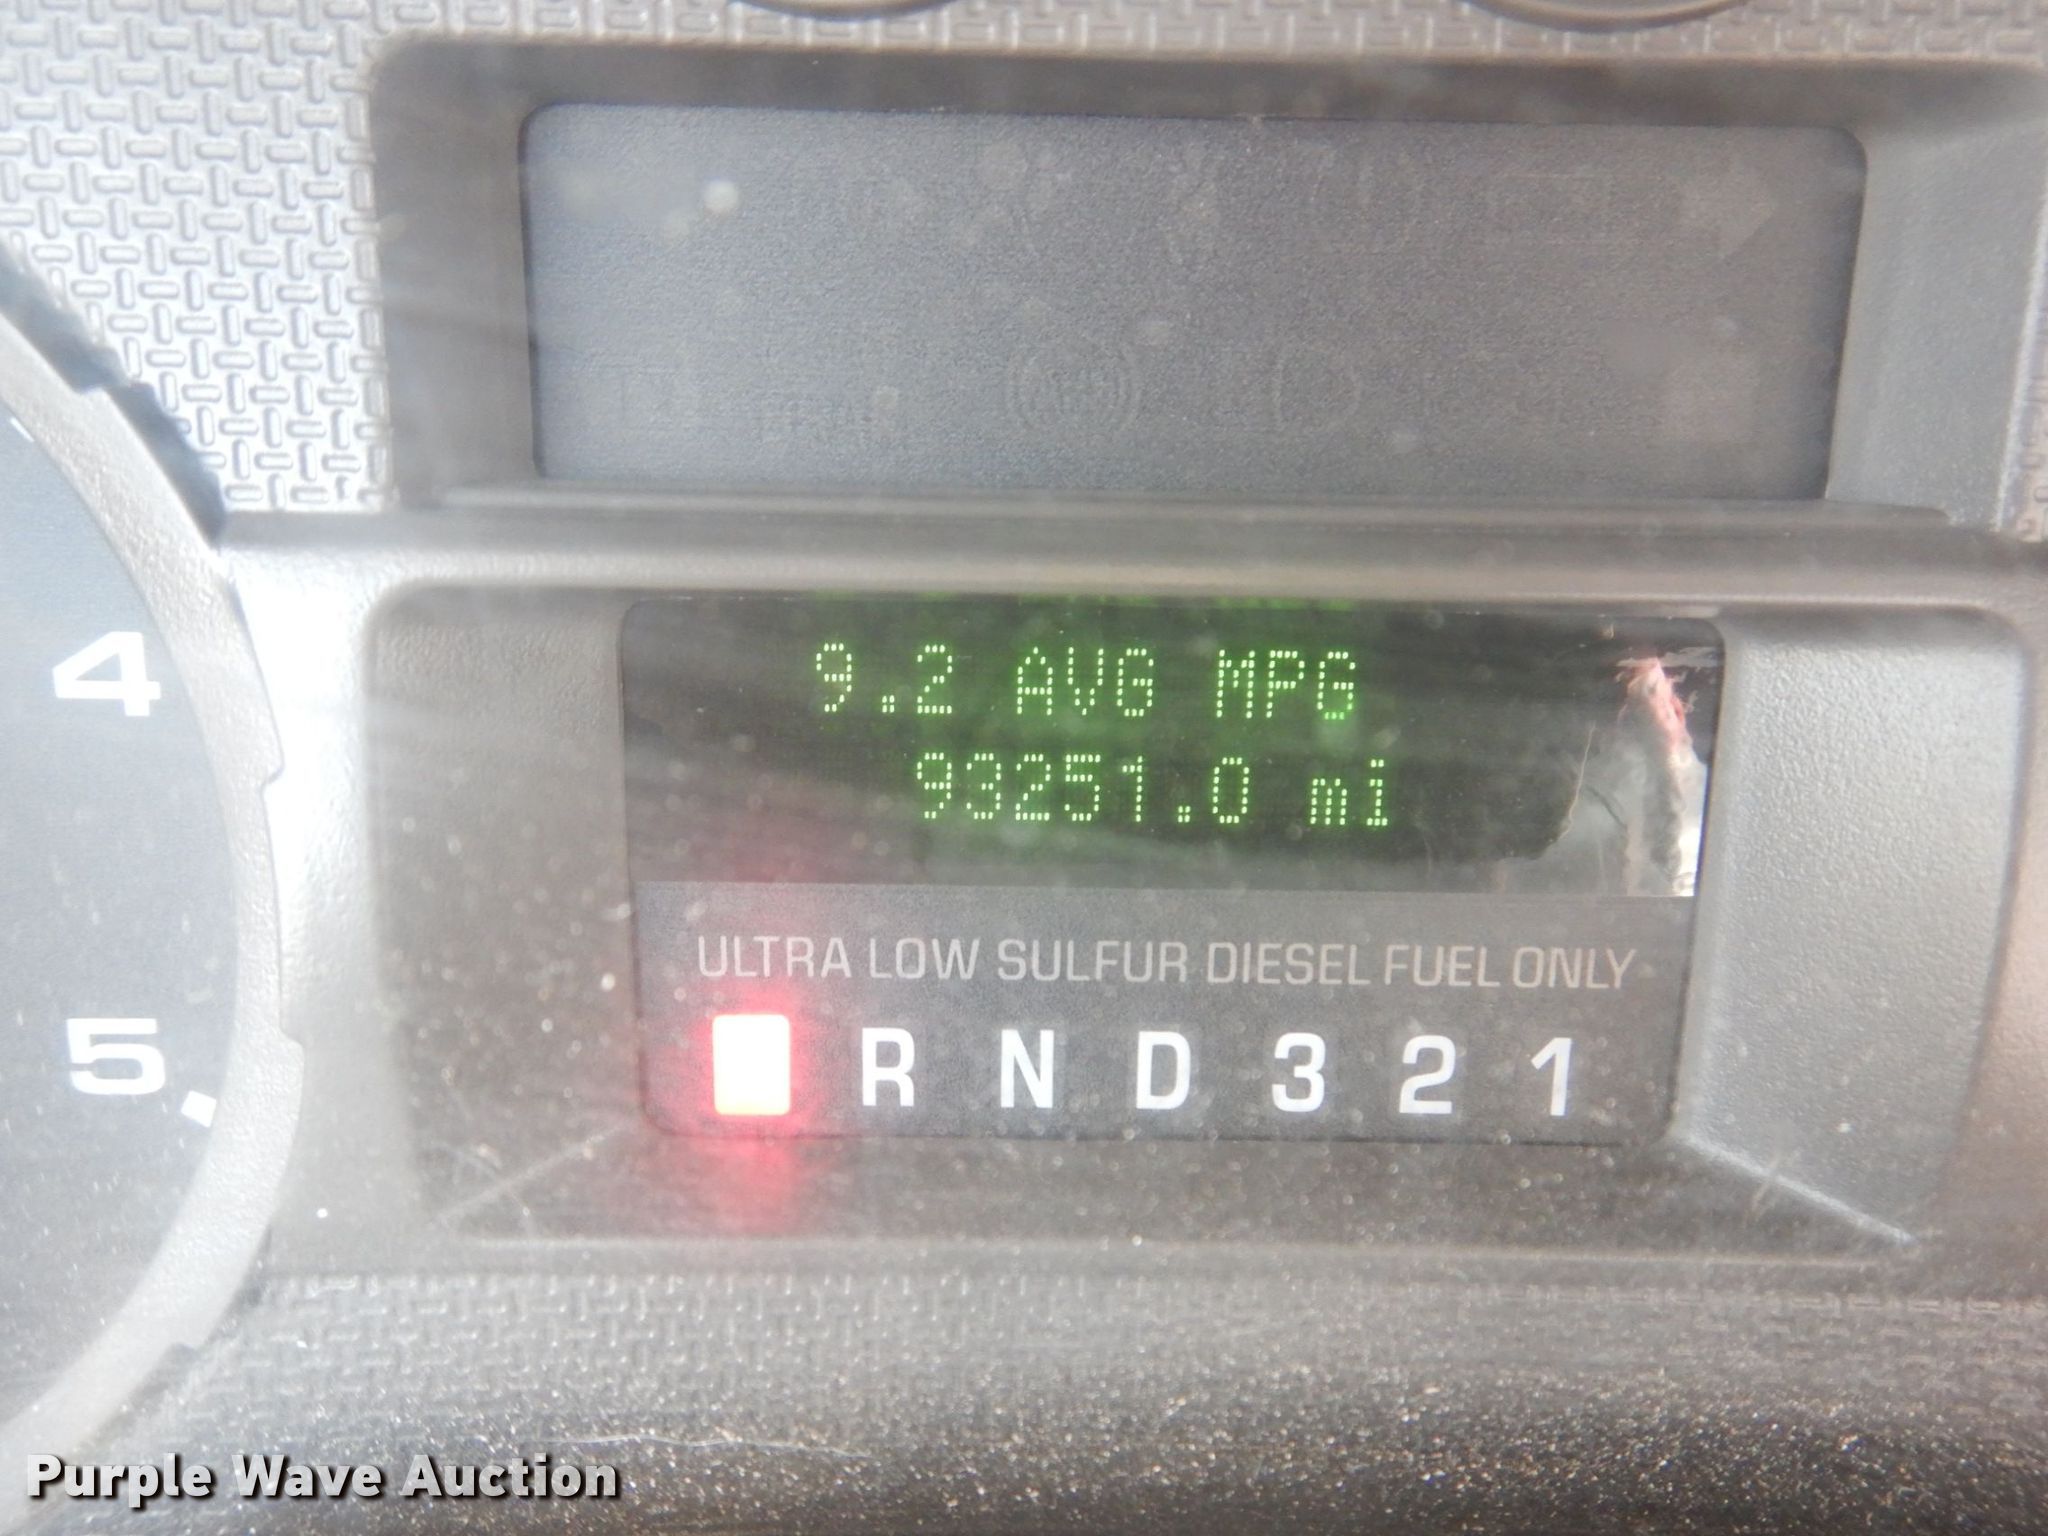 9.2 AVG MPG
93251.0 mi
ULTRA LOW SULFUR DIESEL FUEL ONLY
R N D 3 2 1
4
5
Purple Wave Auction